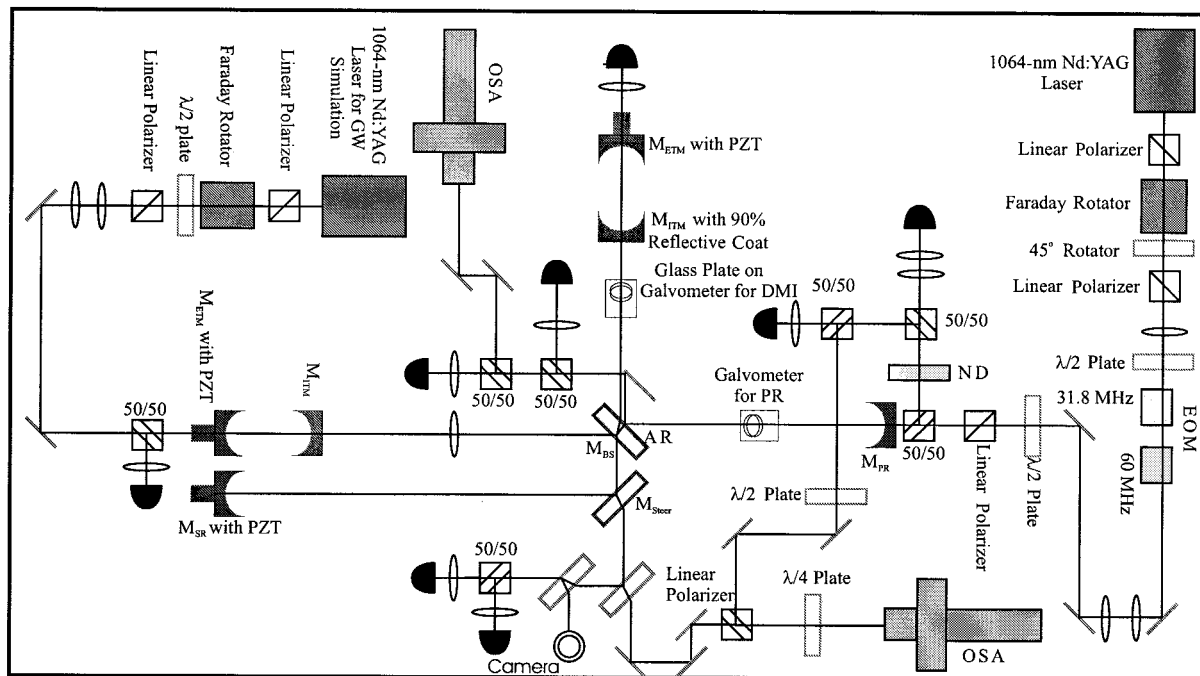 Linear Polarizer
λ/2 plate
Faraday Rotator
Linear Polarizer
1064-nm Nd:YAG
Laser for GW
Simulation
OSA
M_ETM with PZT
M_ITM with 90%
Reflective Coat
Glass Plate on
Galvometer for DMI
1064-nm Nd:YAG
Laser
Linear Polarizer
Faraday Rotator
45° Rotator
Linear Polarizer
λ/2 Plate
31.8 MHz
EOM
60 MHz
50/50
50/50
ND
Galvometer
for PR
M_PR
50/50
Linear
Polarizer
λ/2 Plate
M_ETM
with PZT
M_ITM
50/50
50/50
50/50
M_BS
AR
M_SR with PZT
M_Steer
λ/2 Plate
50/50
Linear
Polarizer
λ/4 Plate
OSA
Camera